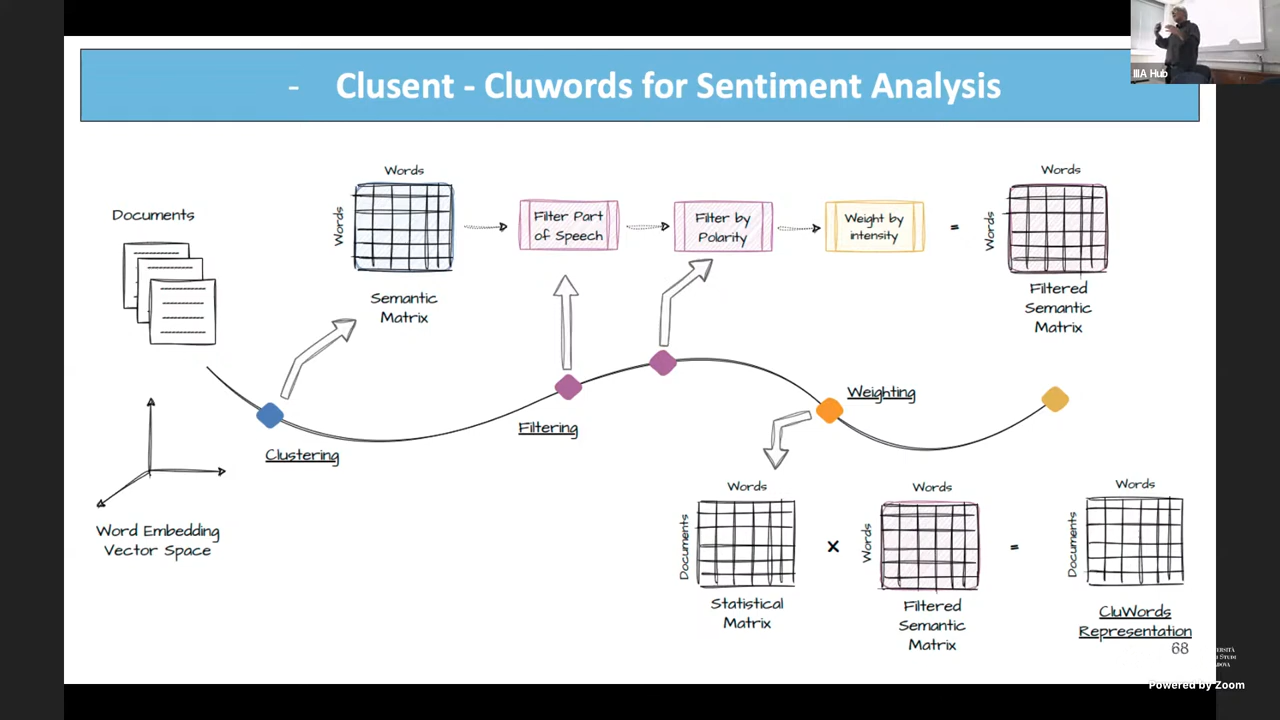 - Clusent - Cluwords for Sentiment Analysis
IIIA Hub
Documents
Words
Words
Semantic
Matrix
Filter Part
of Speech
Filter by
Polarity
Weight by
intensity
=
Words
Words
Filtered
Semantic
Matrix
Clustering
Filtering
Weighting
Word Embedding
Vector Space
Words
Documents
Statistical
Matrix
x
Words
Words
Filtered
Semantic
Matrix
=
Words
Documents
CluWords
Representation
68
Powered by Zoom